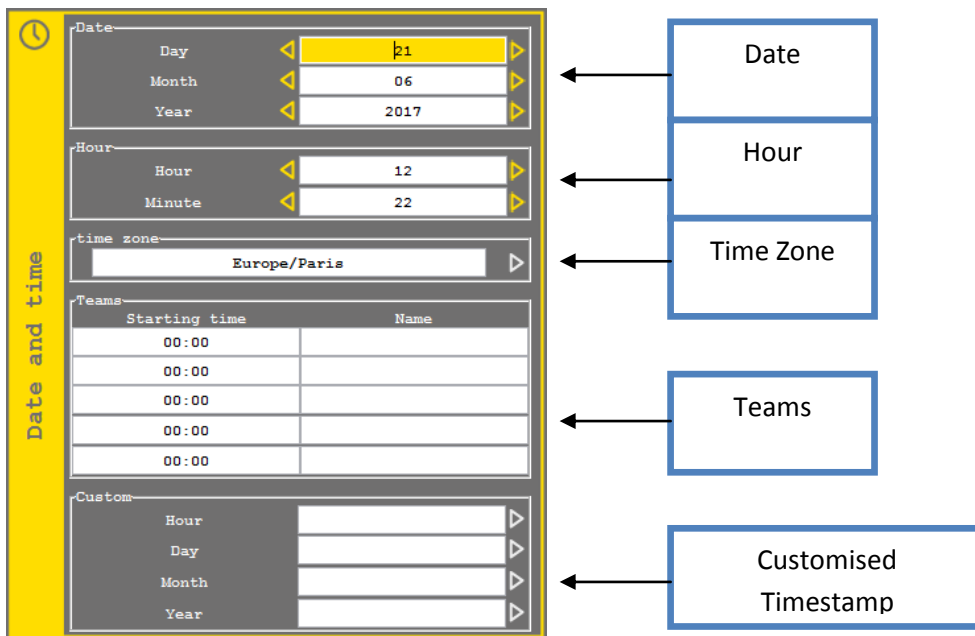 Date and time
Date
Day 21
Month 06
Year 2017
Hour
Hour 12
Minute 22
time zone
Europe/Paris
Teams
Starting time Name
00:00
00:00
00:00
00:00
00:00
Custom
Hour
Day
Month
Year
Date
Hour
Time Zone
Teams
Customised
Timestamp